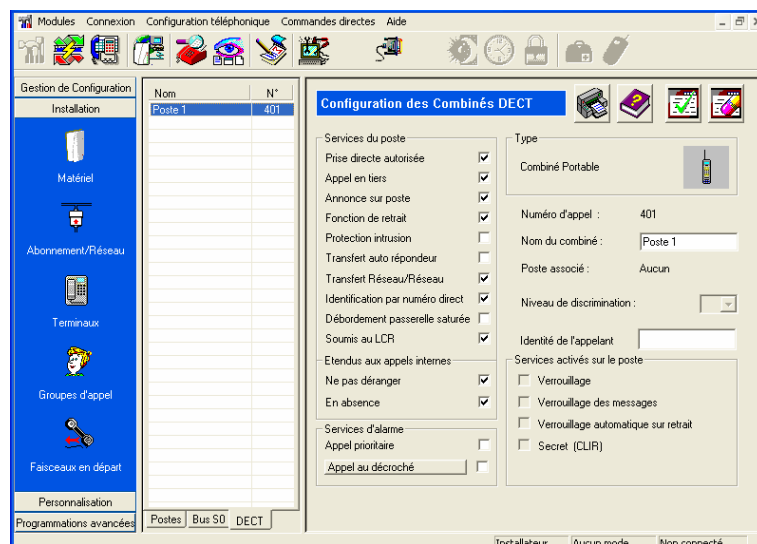 Modules Connexion Configuration téléphonique Commandes directes Aide
Gestion de Configuration
Installation
Matériel
Abonnement/Réseau
Terminaux
Groupes d'appel
Faisceaux en départ
Personnalisation
Programmations avancées
Nom N°
Poste 1 401
Postes Bus S0 DECT
Configuration des Combinés DECT
Services du poste
Prise directe autorisée
Appel en tiers
Annonce sur poste
Fonction de retrait
Protection intrusion
Transfert auto répondeur
Transfert Réseau/Réseau
Identification par numéro direct
Débordement passerelle saturée
Soumis au LCR
Etendus aux appels internes
Ne pas déranger
En absence
Services d'alarme
Appel prioritaire
Appel au décroché
Type
Combiné Portable
Numéro d'appel : 401
Nom du combiné : Poste 1
Poste associé : Aucun
Niveau de discrimination :
Identité de l'appelant
Services activés sur le poste
Verrouillage
Verrouillage des messages
Verrouillage automatique sur retrait
Secret (CLIR)
Installateur Aucun mode Non connecté